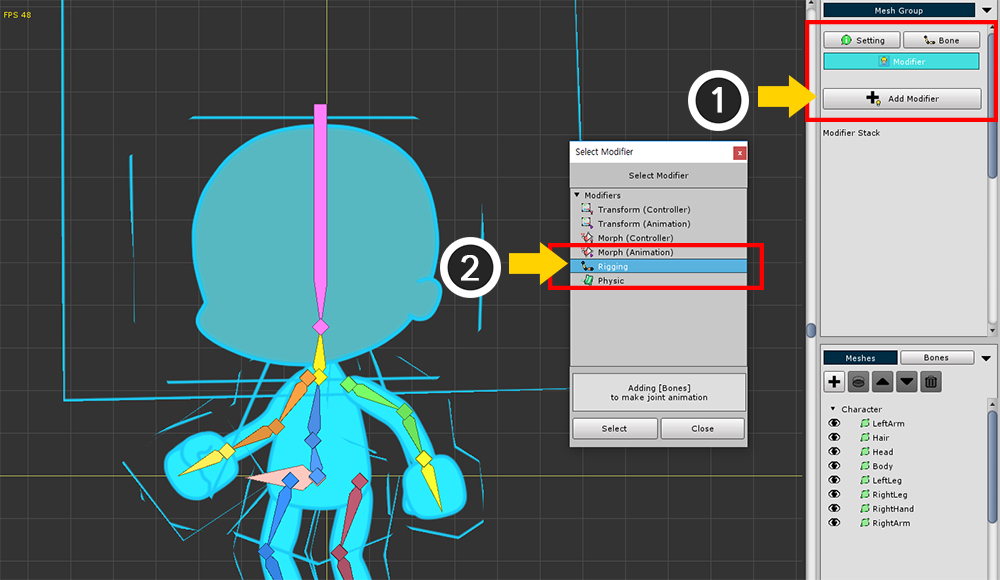 FPS 48
Mesh Group
Setting
Bone
Modifier
Add Modifier
Modifier Stack
1
Select Modifier
x
Select Modifier
Modifiers
Transform (Controller)
Transform (Animation)
Morph (Controller)
Morph (Animation)
Rigging
Physic
2
Adding [Bones]
to make joint animation
Select
Close
Meshes
Bones
Character
LeftArm
Hair
Head
Body
LeftLeg
RightLeg
RightHand
RightArm